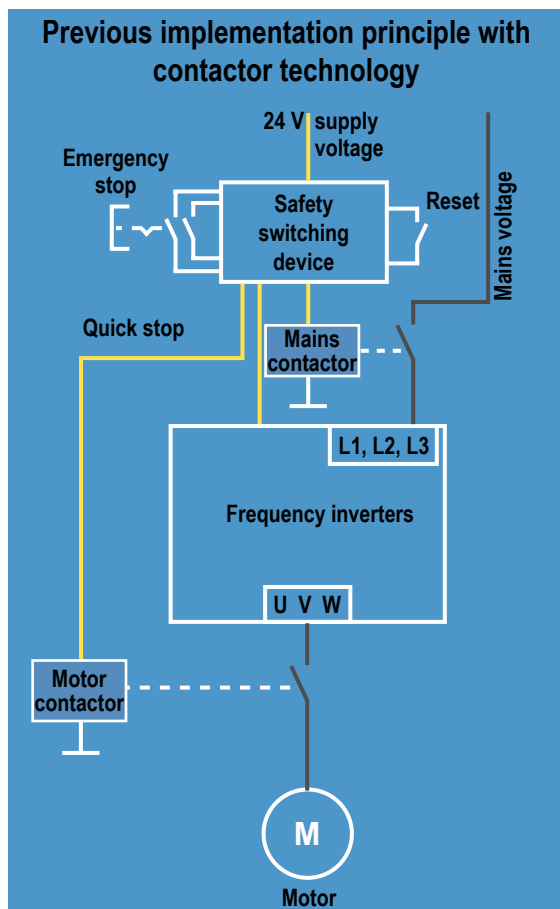 Previous implementation principle with
contactor technology
24 V supply
voltage
Emergency
stop
Safety
switching
device
Reset
Mains voltage
Quick stop
Mains
contactor
L1, L2, L3
Frequency inverters
U V W
Motor
contactor
M
Motor